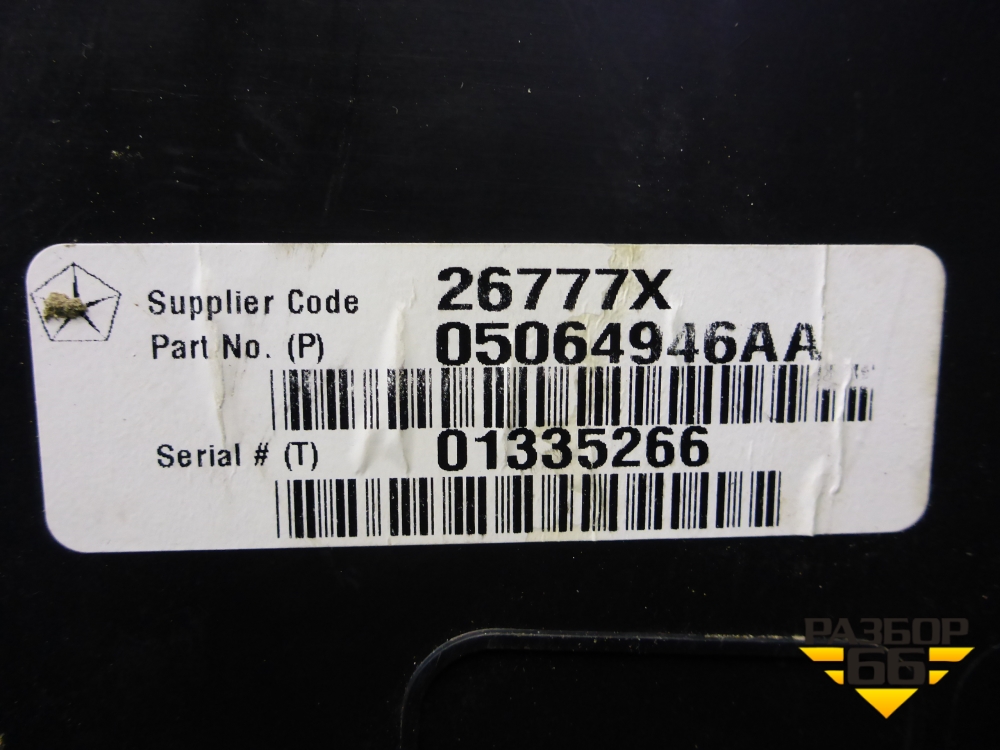 Supplier Code 26777X
Part No. (P) 05064946AA
Serial # (T) 01335266
РАЗБОР
66